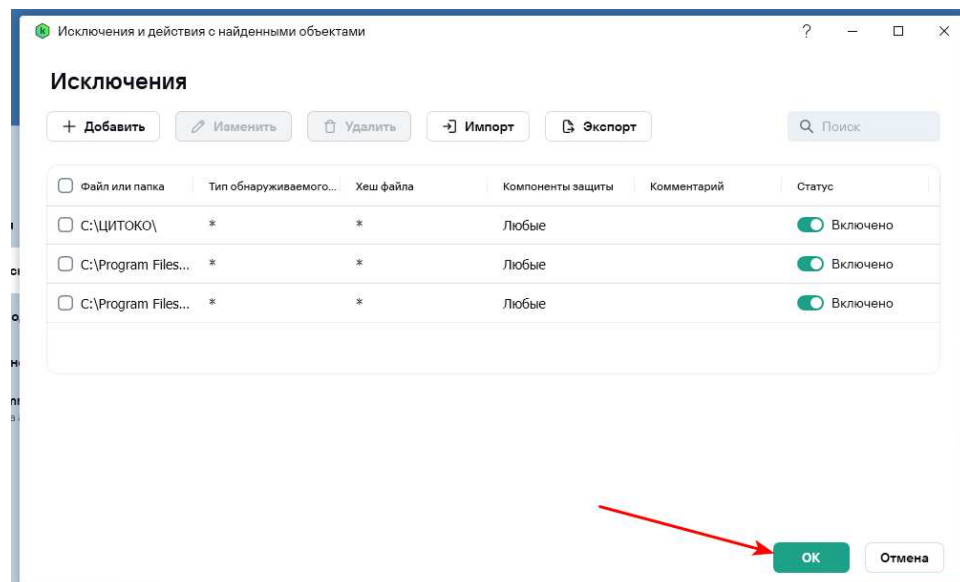 Исключения и действия с найденными объектами
Исключения
Добавить Изменить Удалить Импорт Экспорт Поиск
Файл или папка Тип обнаруживаемого... Хеш файла Компоненты защиты Комментарий Статус
C:\ЦИТОКО\ * * Любые Включено
C:\Program Files... * * Любые Включено
C:\Program Files... * * Любые Включено
ОК Отмена